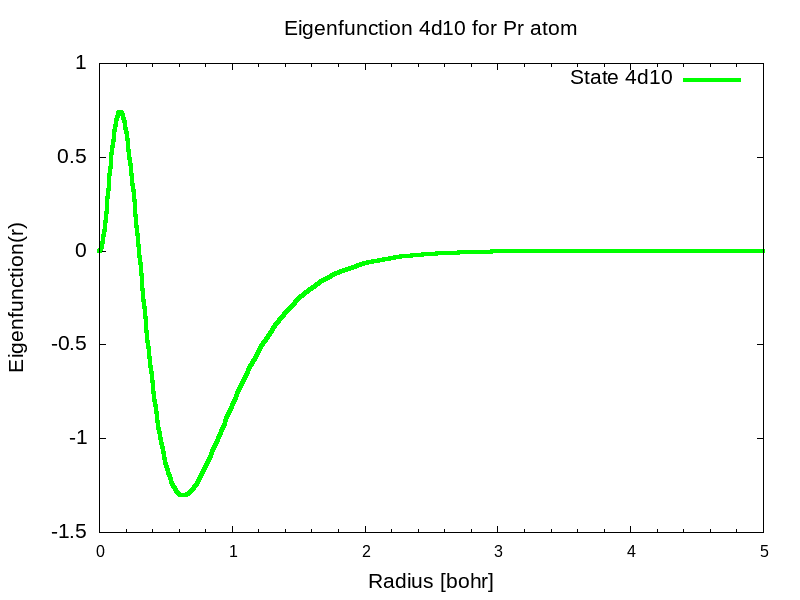 Eigenfunction 4d10 for Pr atom
State 4d10
1
0.5
0
-0.5
-1
-1.5
Eigenfunction(r)
0 1 2 3 4 5
Radius [bohr]